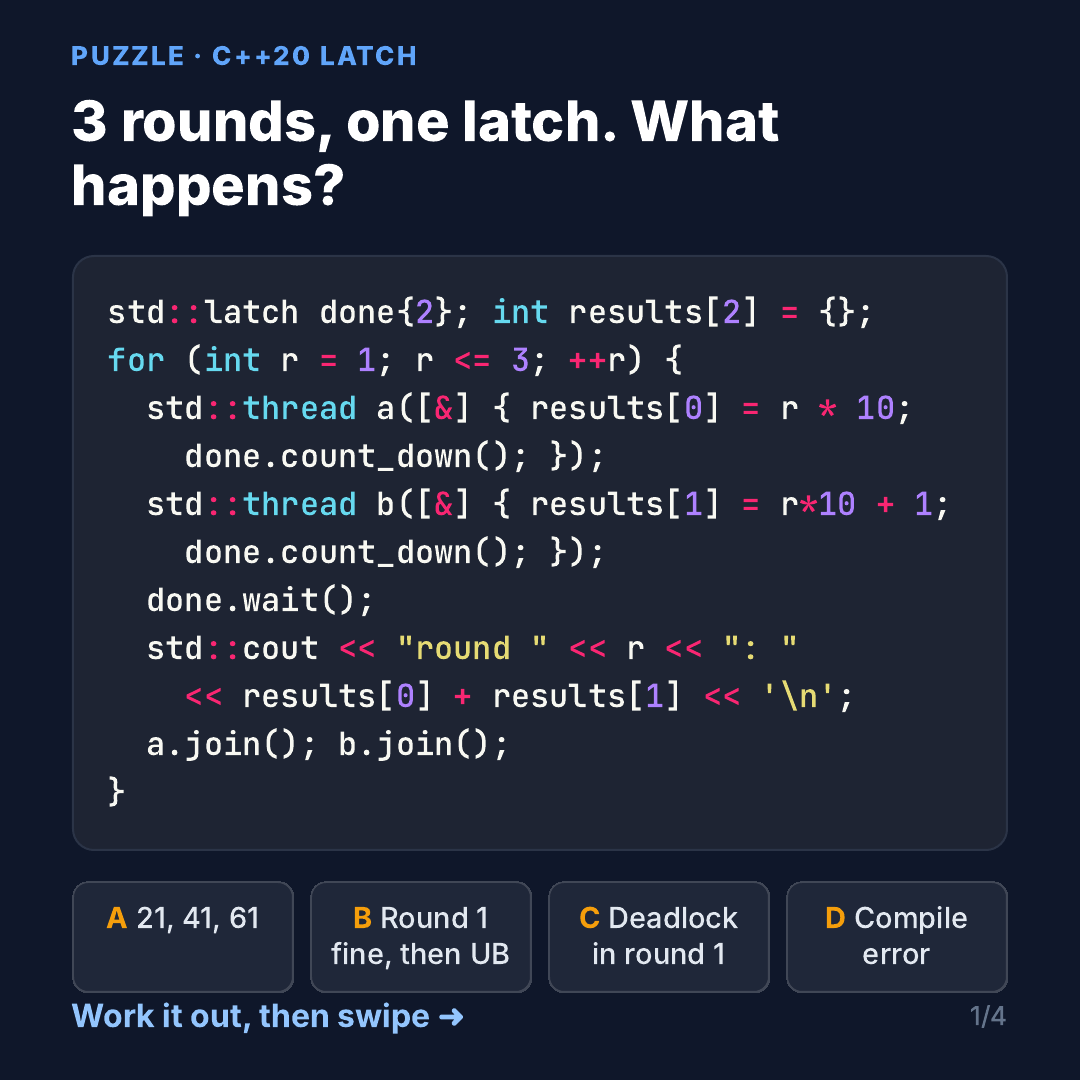 PUZZLE · C++20 LATCH
3 rounds, one latch. What
happens?
std::latch done{2}; int results[2] = {};
for (int r = 1; r <= 3; ++r) {
  std::thread a([&] { results[0] = r * 10;
    done.count_down(); });
  std::thread b([&] { results[1] = r*10 + 1;
    done.count_down(); });
  done.wait();
  std::cout << "round " << r << ": "
    << results[0] + results[1] << '\n';
  a.join(); b.join();
}
A 21, 41, 61
B Round 1
fine, then UB
C Deadlock
in round 1
D Compile
error
Work it out, then swipe ➜
1/4